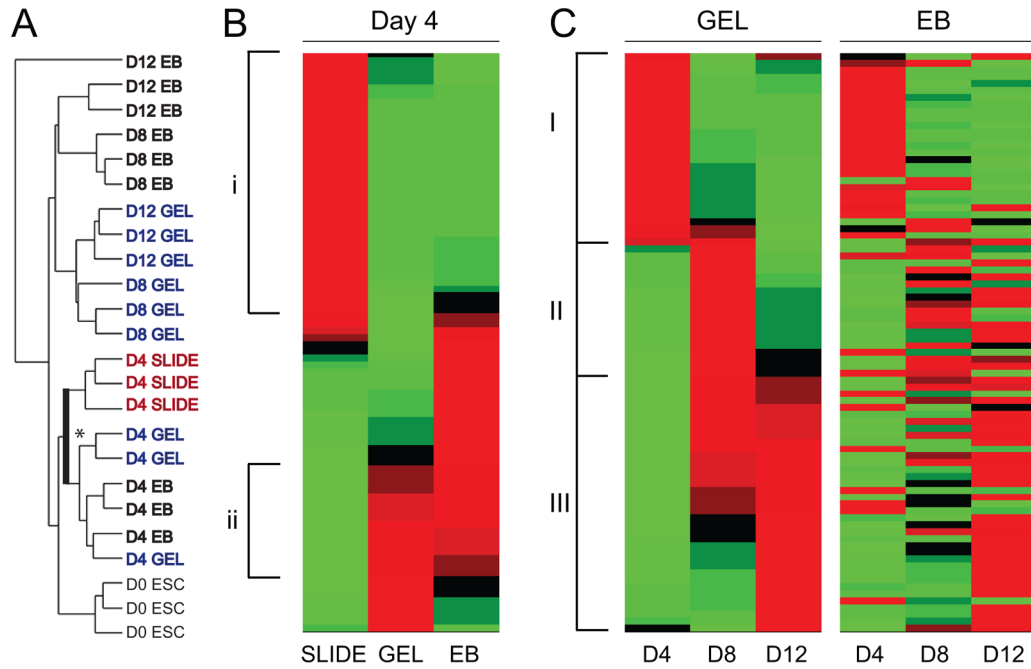 A
B
Day 4
C
GEL
EB
D12 EB
D12 EB
D12 EB
D8 EB
D8 EB
D8 EB
D12 GEL
D12 GEL
D12 GEL
D8 GEL
D8 GEL
D8 GEL
D4 SLIDE
D4 SLIDE
D4 SLIDE
*
D4 GEL
D4 GEL
D4 EB
D4 EB
D4 EB
D4 GEL
D0 ESC
D0 ESC
D0 ESC
i
ii
SLIDE GEL EB
I
II
III
D4 D8 D12
D4 D8 D12